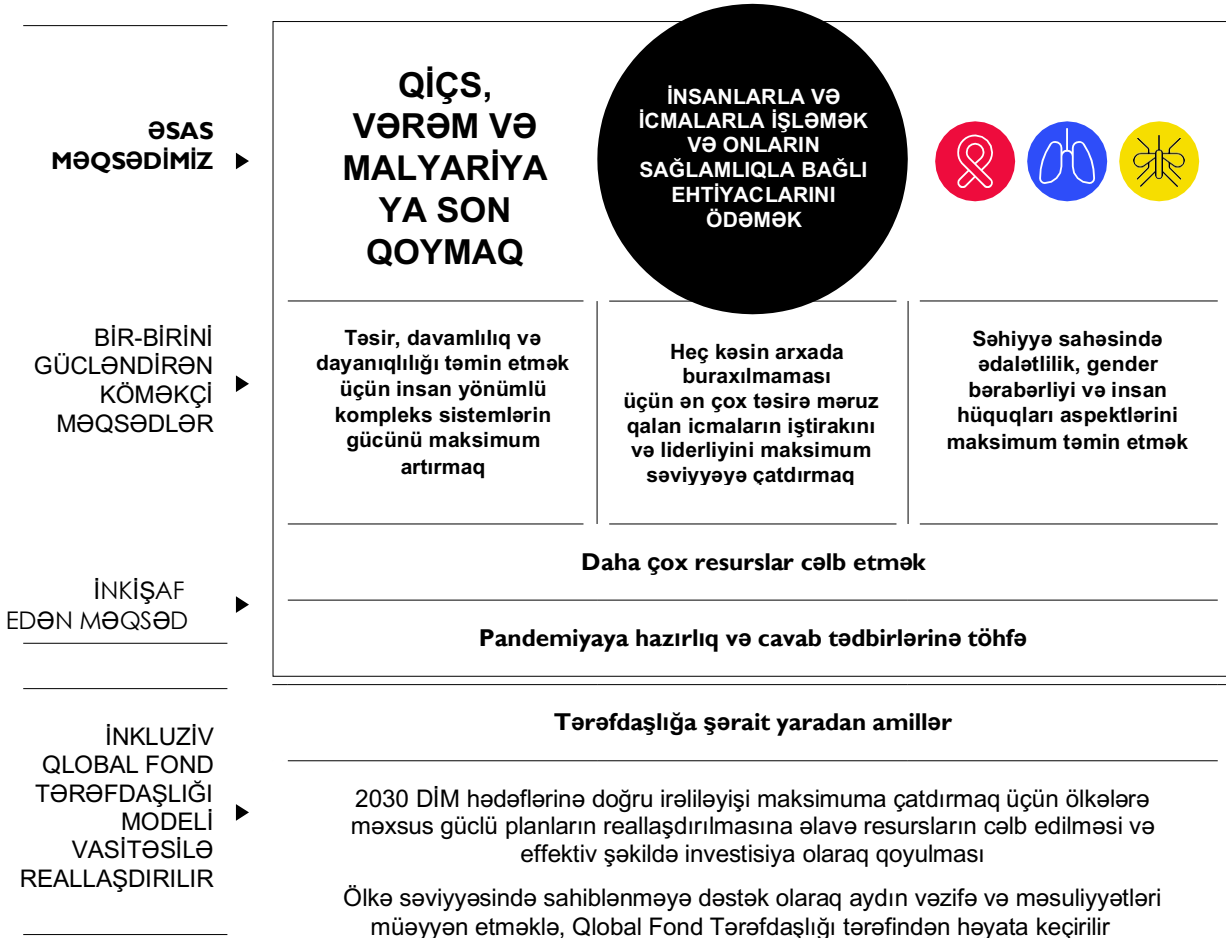 ƏSAS
MƏQSƏDİMİZ
QİÇS,
VƏRƏM VƏ
MALYARİYA
YA SON
QOYMAQ
İNSANLARLA VƏ
İCMALARLA İŞLƏMƏK
VƏ ONLARIN
SAĞLAMLIQLA BAĞLI
EHTİYACLARINI
ÖDƏMƏK
BİR-BİRİNİ
GÜCLƏNDİRƏN
KÖMƏKÇİ
MƏQSƏDLƏR
Təsir, davamlılıq və
dayanıqlılığı təmin etmək
üçün insan yönümlü
kompleks sistemlərin
gücünü maksimum
artırmaq
Heç kəsin arxada
buraxılmaması
üçün ən çox təsirə məruz
qalan icmaların iştirakını
və liderliyini maksimum
səviyyəyə çatdırmaq
Səhiyyə sahəsində
ədalətlilik, gender
bərabərliyi və insan
hüquqları aspektlərini
maksimum təmin etmək
Daha çox resurslar cəlb etmək
İNKİŞAF
EDƏN MƏQSƏD
Pandemiyaya hazırlıq və cavab tədbirlərinə töhfə
İNKLUZİV
QLOBAL FOND
TƏRƏFDAŞLIĞI
MODELİ
VASİTƏSİLƏ
REALLAŞDIRILIR
Tərəfdaşlığa şərait yaradan amillər
2030 DİM hədəflərinə doğru irəliləyişi maksimuma çatdırmaq üçün ölkələrə
məxsus güclü planların reallaşdırılmasına əlavə resursların cəlb edilməsi və
effektiv şəkildə investisiya olaraq qoyulması
Ölkə səviyyəsində sahiblənməyə dəstək olaraq aydın vəzifə və məsuliyyətləri
müəyyən etməklə, Qlobal Fond Tərəfdaşlığı tərəfindən həyata keçirilir